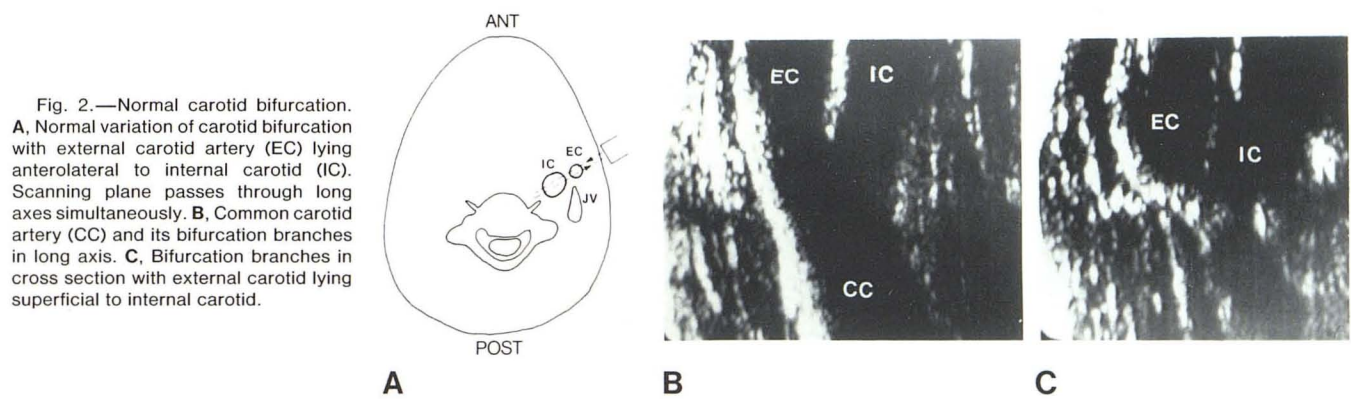 Fig. 2.—Normal carotid bifurcation.
A, Normal variation of carotid bifurcation
with external carotid artery (EC) lying
anterolateral to internal carotid (IC).
Scanning plane passes through long
axes simultaneously. B, Common carotid
artery (CC) and its bifurcation branches
in long axis. C, Bifurcation branches in
cross section with external carotid lying
superficial to internal carotid.
ANT
IC
EC
JV
POST
A
EC
IC
CC
B
EC
IC
C